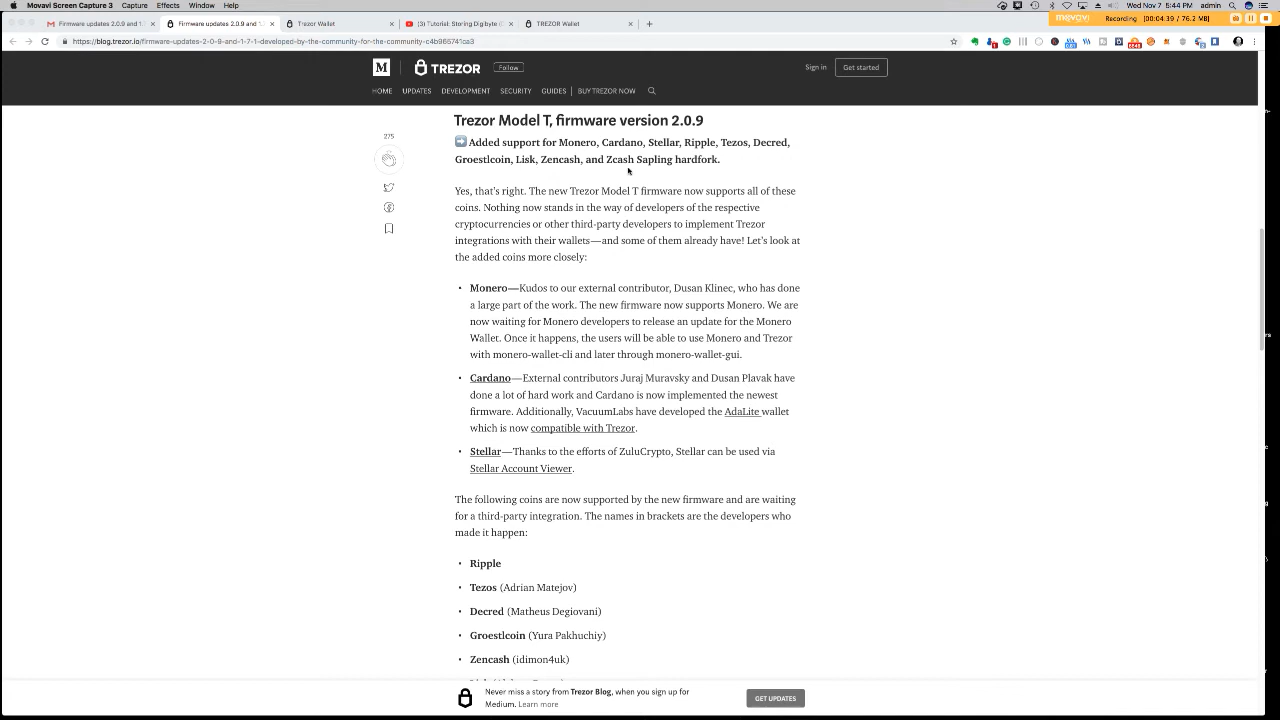 Movavi Screen Capture 3 Capture Effects Window Help
Wed Nov 7 5:44 PM admin
movavi Recording [00:04:39 / 76.2 MB]
Firmware updates 2.0.9 and 1 × Firmware updates 2.0.9 and 1. × Trezor Wallet × (3) Tutorial: Storing Digibyte (D × TREZOR Wallet × +
https://blog.trezor.io/firmware-updates-2-0-9-and-1-7-1-developed-by-the-community-for-the-community-c4b966741ca3
M TREZOR Follow
Sign in Get started
HOME UPDATES DEVELOPMENT SECURITY GUIDES BUY TREZOR NOW
Trezor Model T, firmware version 2.0.9
275
➡ Added support for Monero, Cardano, Stellar, Ripple, Tezos, Decred,
Groestlcoin, Lisk, Zencash, and Zcash Sapling hardfork.
Yes, that's right. The new Trezor Model T firmware now supports all of these
coins. Nothing now stands in the way of developers of the respective
cryptocurrencies or other third-party developers to implement Trezor
integrations with their wallets—and some of them already have! Let's look at
the added coins more closely:
• Monero—Kudos to our external contributor, Dusan Klinec, who has done
a large part of the work. The new firmware now supports Monero. We are
now waiting for Monero developers to release an update for the Monero
Wallet. Once it happens, the users will be able to use Monero and Trezor
with monero-wallet-cli and later through monero-wallet-gui.
• Cardano—External contributors Juraj Muravsky and Dusan Plavak have
done a lot of hard work and Cardano is now implemented the newest
firmware. Additionally, VacuumLabs have developed the AdaLite wallet
which is now compatible with Trezor.
• Stellar—Thanks to the efforts of ZuluCrypto, Stellar can be used via
Stellar Account Viewer.
The following coins are now supported by the new firmware and are waiting
for a third-party integration. The names in brackets are the developers who
made it happen:
• Ripple
• Tezos (Adrian Matejov)
• Decred (Matheus Degiovani)
• Groestlcoin (Yura Pakhuchiy)
• Zencash (idimon4uk)
Never miss a story from Trezor Blog, when you sign up for
Medium. Learn more
GET UPDATES